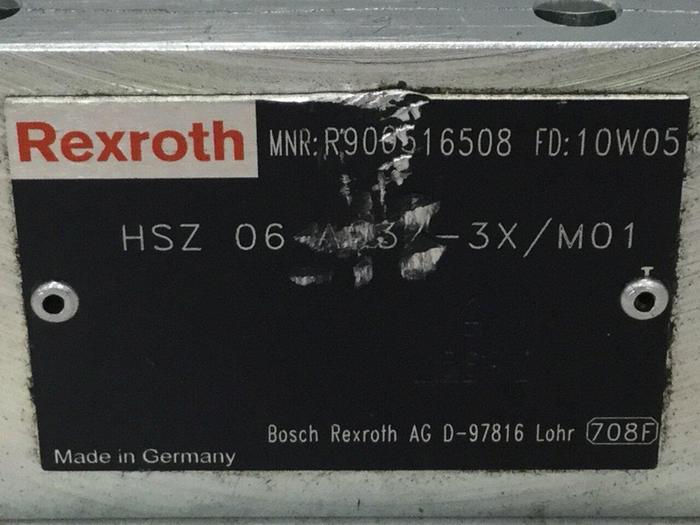 Rexroth MNR: R900516508 FD: 10W05
HSZ 06 -3X/M01
T
Bosch Rexroth AG D-97816 Lohr 708F
Made in Germany